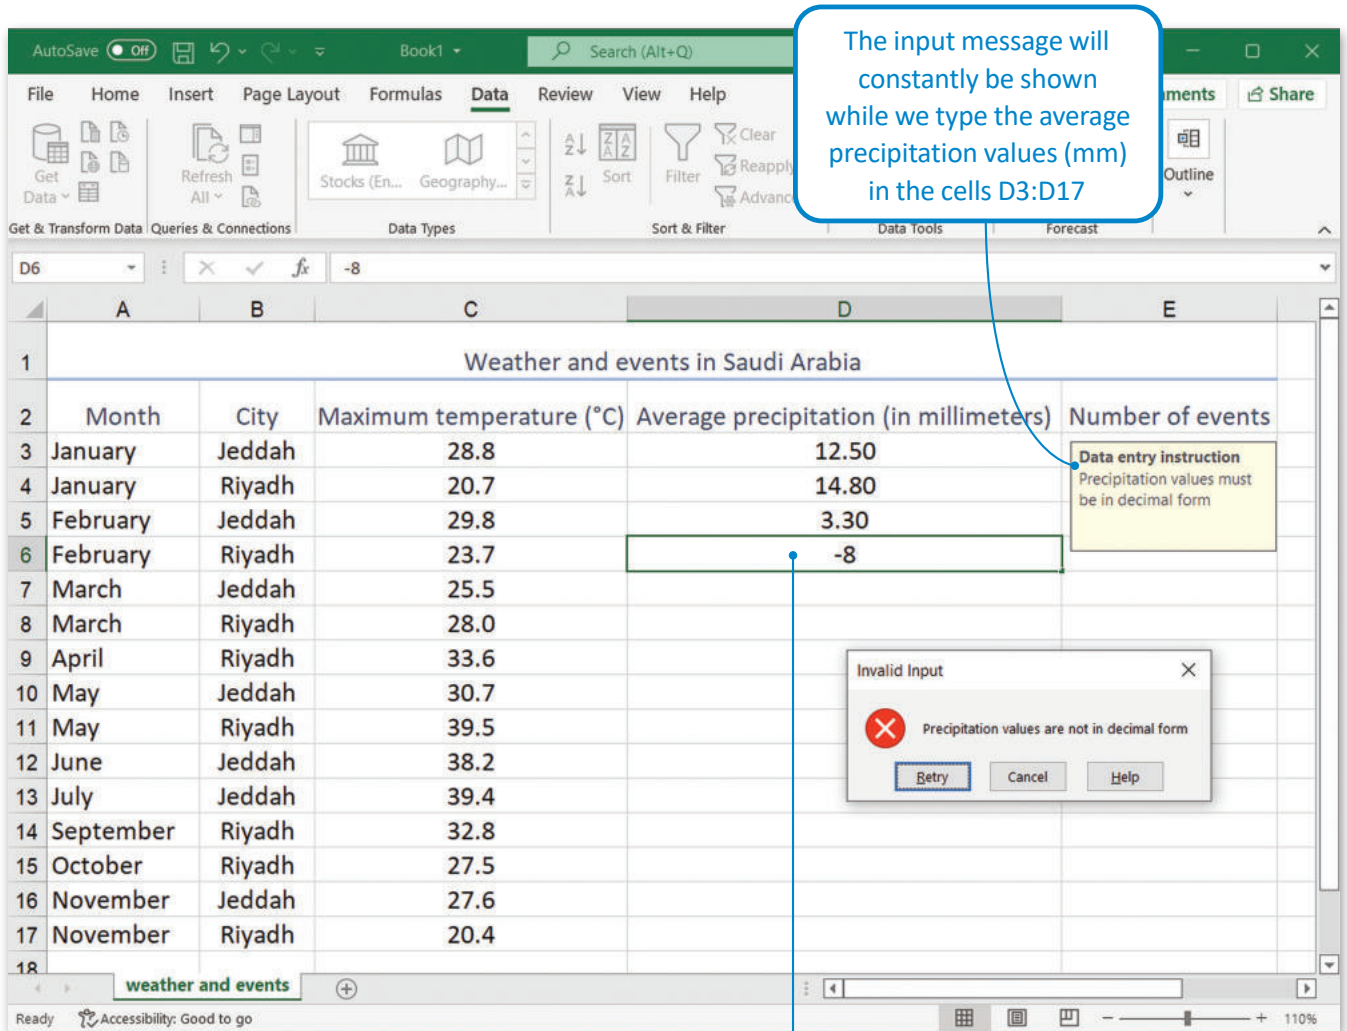 The input message will
constantly be shown
while we type the average
precipitation values (mm)
in the cells D3:D17
AutoSave Off Book1 Search (Alt+Q)
File Home Insert Page Layout Formulas Data Review View Help Share
Get Data
Refresh All
Stocks (En... Geography...
Sort
Filter
Clear
Reapply
Outline
Get & Transform Data Queries & Connections Data Types Sort & Filter Data Tools Forecast
D6 fx -8
A B C D E
1 Weather and events in Saudi Arabia
2 Month City Maximum temperature (°C) Average precipitation (in millimeters) Number of events
3 January Jeddah 28.8 12.50
4 January Riyadh 20.7 14.80
5 February Jeddah 29.8 3.30
6 February Riyadh 23.7 -8
7 March Jeddah 25.5
8 March Riyadh 28.0
9 April Riyadh 33.6
10 May Jeddah 30.7
11 May Riyadh 39.5
12 June Jeddah 38.2
13 July Jeddah 39.4
14 September Riyadh 32.8
15 October Riyadh 27.5
16 November Jeddah 27.6
17 November Riyadh 20.4
18
Data entry instruction
Precipitation values must
be in decimal form
Invalid Input
Precipitation values are not in decimal form
Retry Cancel Help
weather and events
Ready Accessibility: Good to go 110%